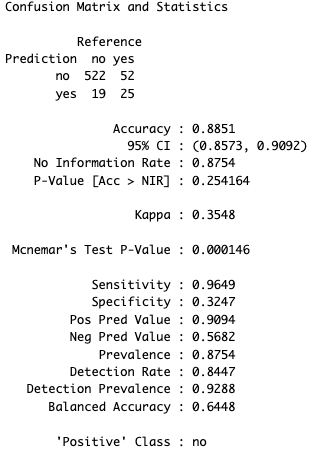 Confusion Matrix and Statistics
Reference
Prediction no yes
no 522 52
yes 19 25
Accuracy : 0.8851
95% CI : (0.8573, 0.9092)
No Information Rate : 0.8754
P-Value [Acc > NIR] : 0.254164
Kappa : 0.3548
Mcnemar's Test P-Value : 0.000146
Sensitivity : 0.9649
Specificity : 0.3247
Pos Pred Value : 0.9094
Neg Pred Value : 0.5682
Prevalence : 0.8754
Detection Rate : 0.8447
Detection Prevalence : 0.9288
Balanced Accuracy : 0.6448
'Positive' Class : no